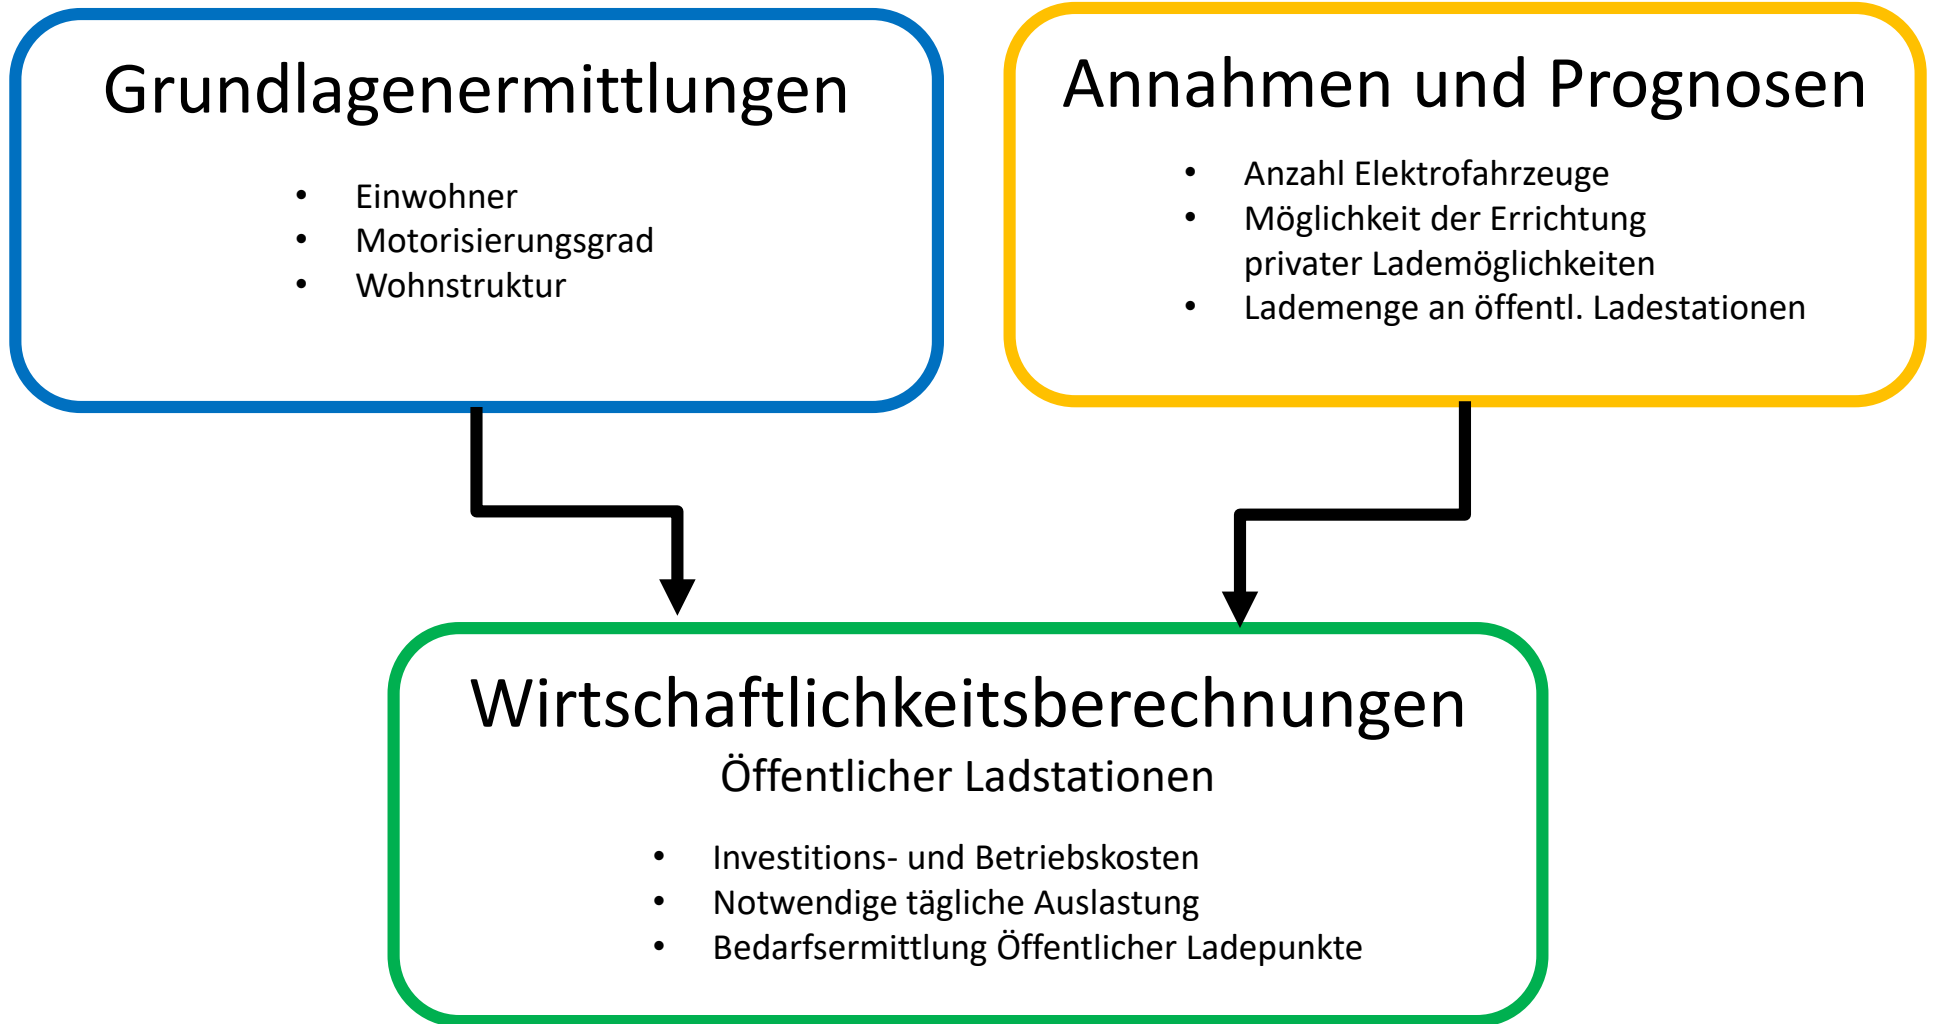 Grundlagenermittlungen
• Einwohner
• Motorisierungsgrad
• Wohnstruktur
Annahmen und Prognosen
• Anzahl Elektrofahrzeuge
• Möglichkeit der Errichtung
privater Lademöglichkeiten
• Lademenge an öffentl. Ladestationen
Wirtschaftlichkeitsberechnungen
Öffentlicher Ladstationen
• Investitions- und Betriebskosten
• Notwendige tägliche Auslastung
• Bedarfsermittlung Öffentlicher Ladepunkte